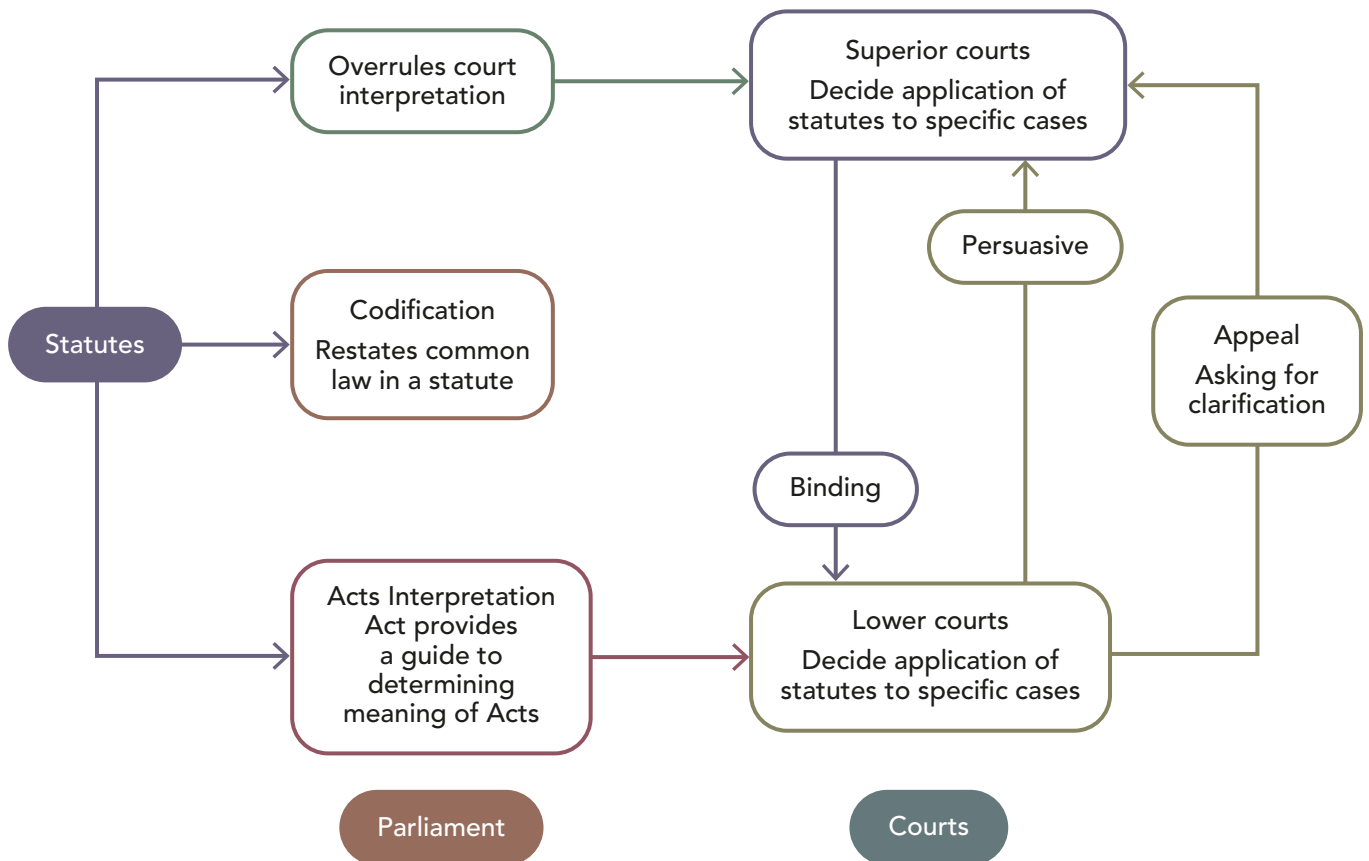 Overrules court
interpretation
Superior courts
Decide application of
statutes to specific cases
Persuasive
Statutes
Codification
Restates common
law in a statute
Appeal
Asking for
clarification
Binding
Acts Interpretation
Act provides
a guide to
determining
meaning of Acts
Lower courts
Decide application of
statutes to specific cases
Parliament
Courts